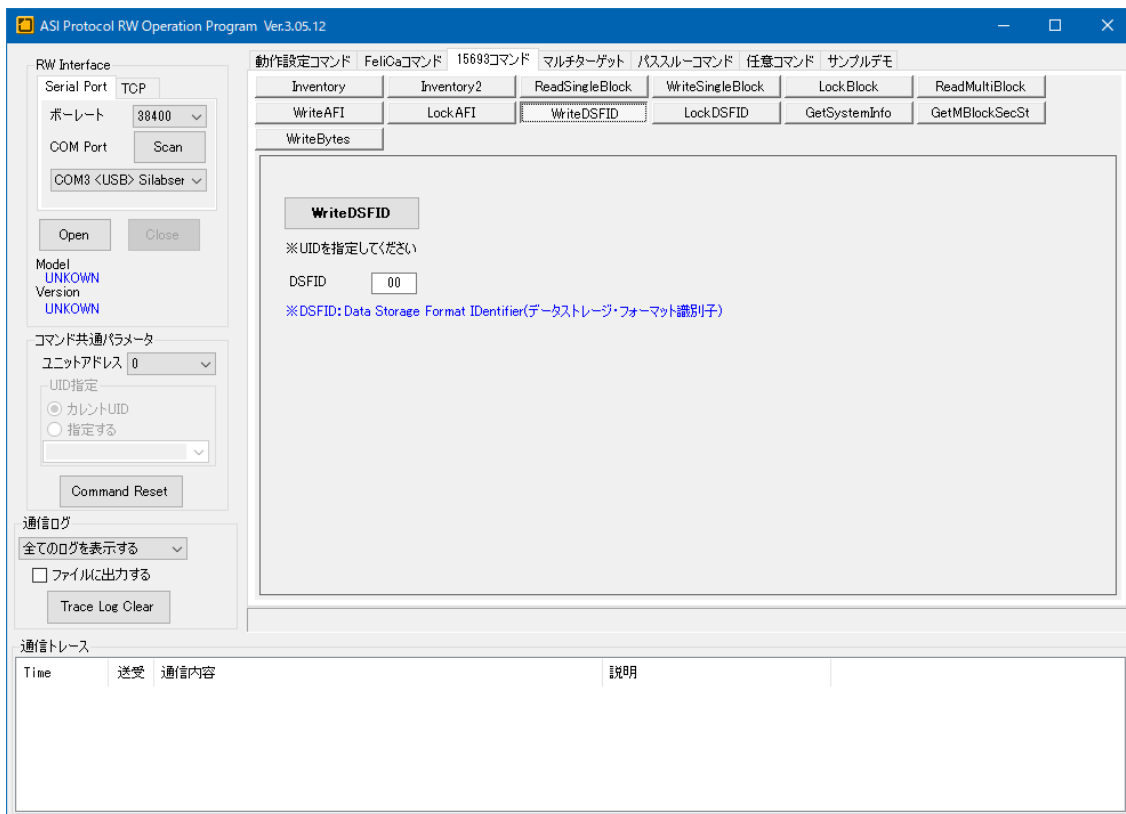 ASI Protocol RW Operation Program Ver.3.05.12
RW Interface
Serial Port TCP
ボーレート 38400
COM Port Scan
COM3 <USB> Silabser
Open Close
Model
UNKOWN
Version
UNKOWN
コマンド共通パラメータ
ユニットアドレス 0
UID指定
カレントUID
指定する
Command Reset
通信ログ
全てのログを表示する
ファイルに出力する
Trace Log Clear
動作設定コマンド FeliCaコマンド 15693コマンド マルチターゲット パススルーコマンド 任意コマンド サンプルデモ
Inventory Inventory2 ReadSingleBlock WriteSingleBlock LockBlock ReadMultiBlock
WriteAFI LockAFI WriteDSFID LockDSFID GetSystemInfo GetMBlockSecSt
WriteBytes
WriteDSFID
※UIDを指定してください
DSFID 00
※DSFID:Data Storage Format IDentifier(データストレージ・フォーマット識別子)
通信トレース
Time 送受 通信内容 説明